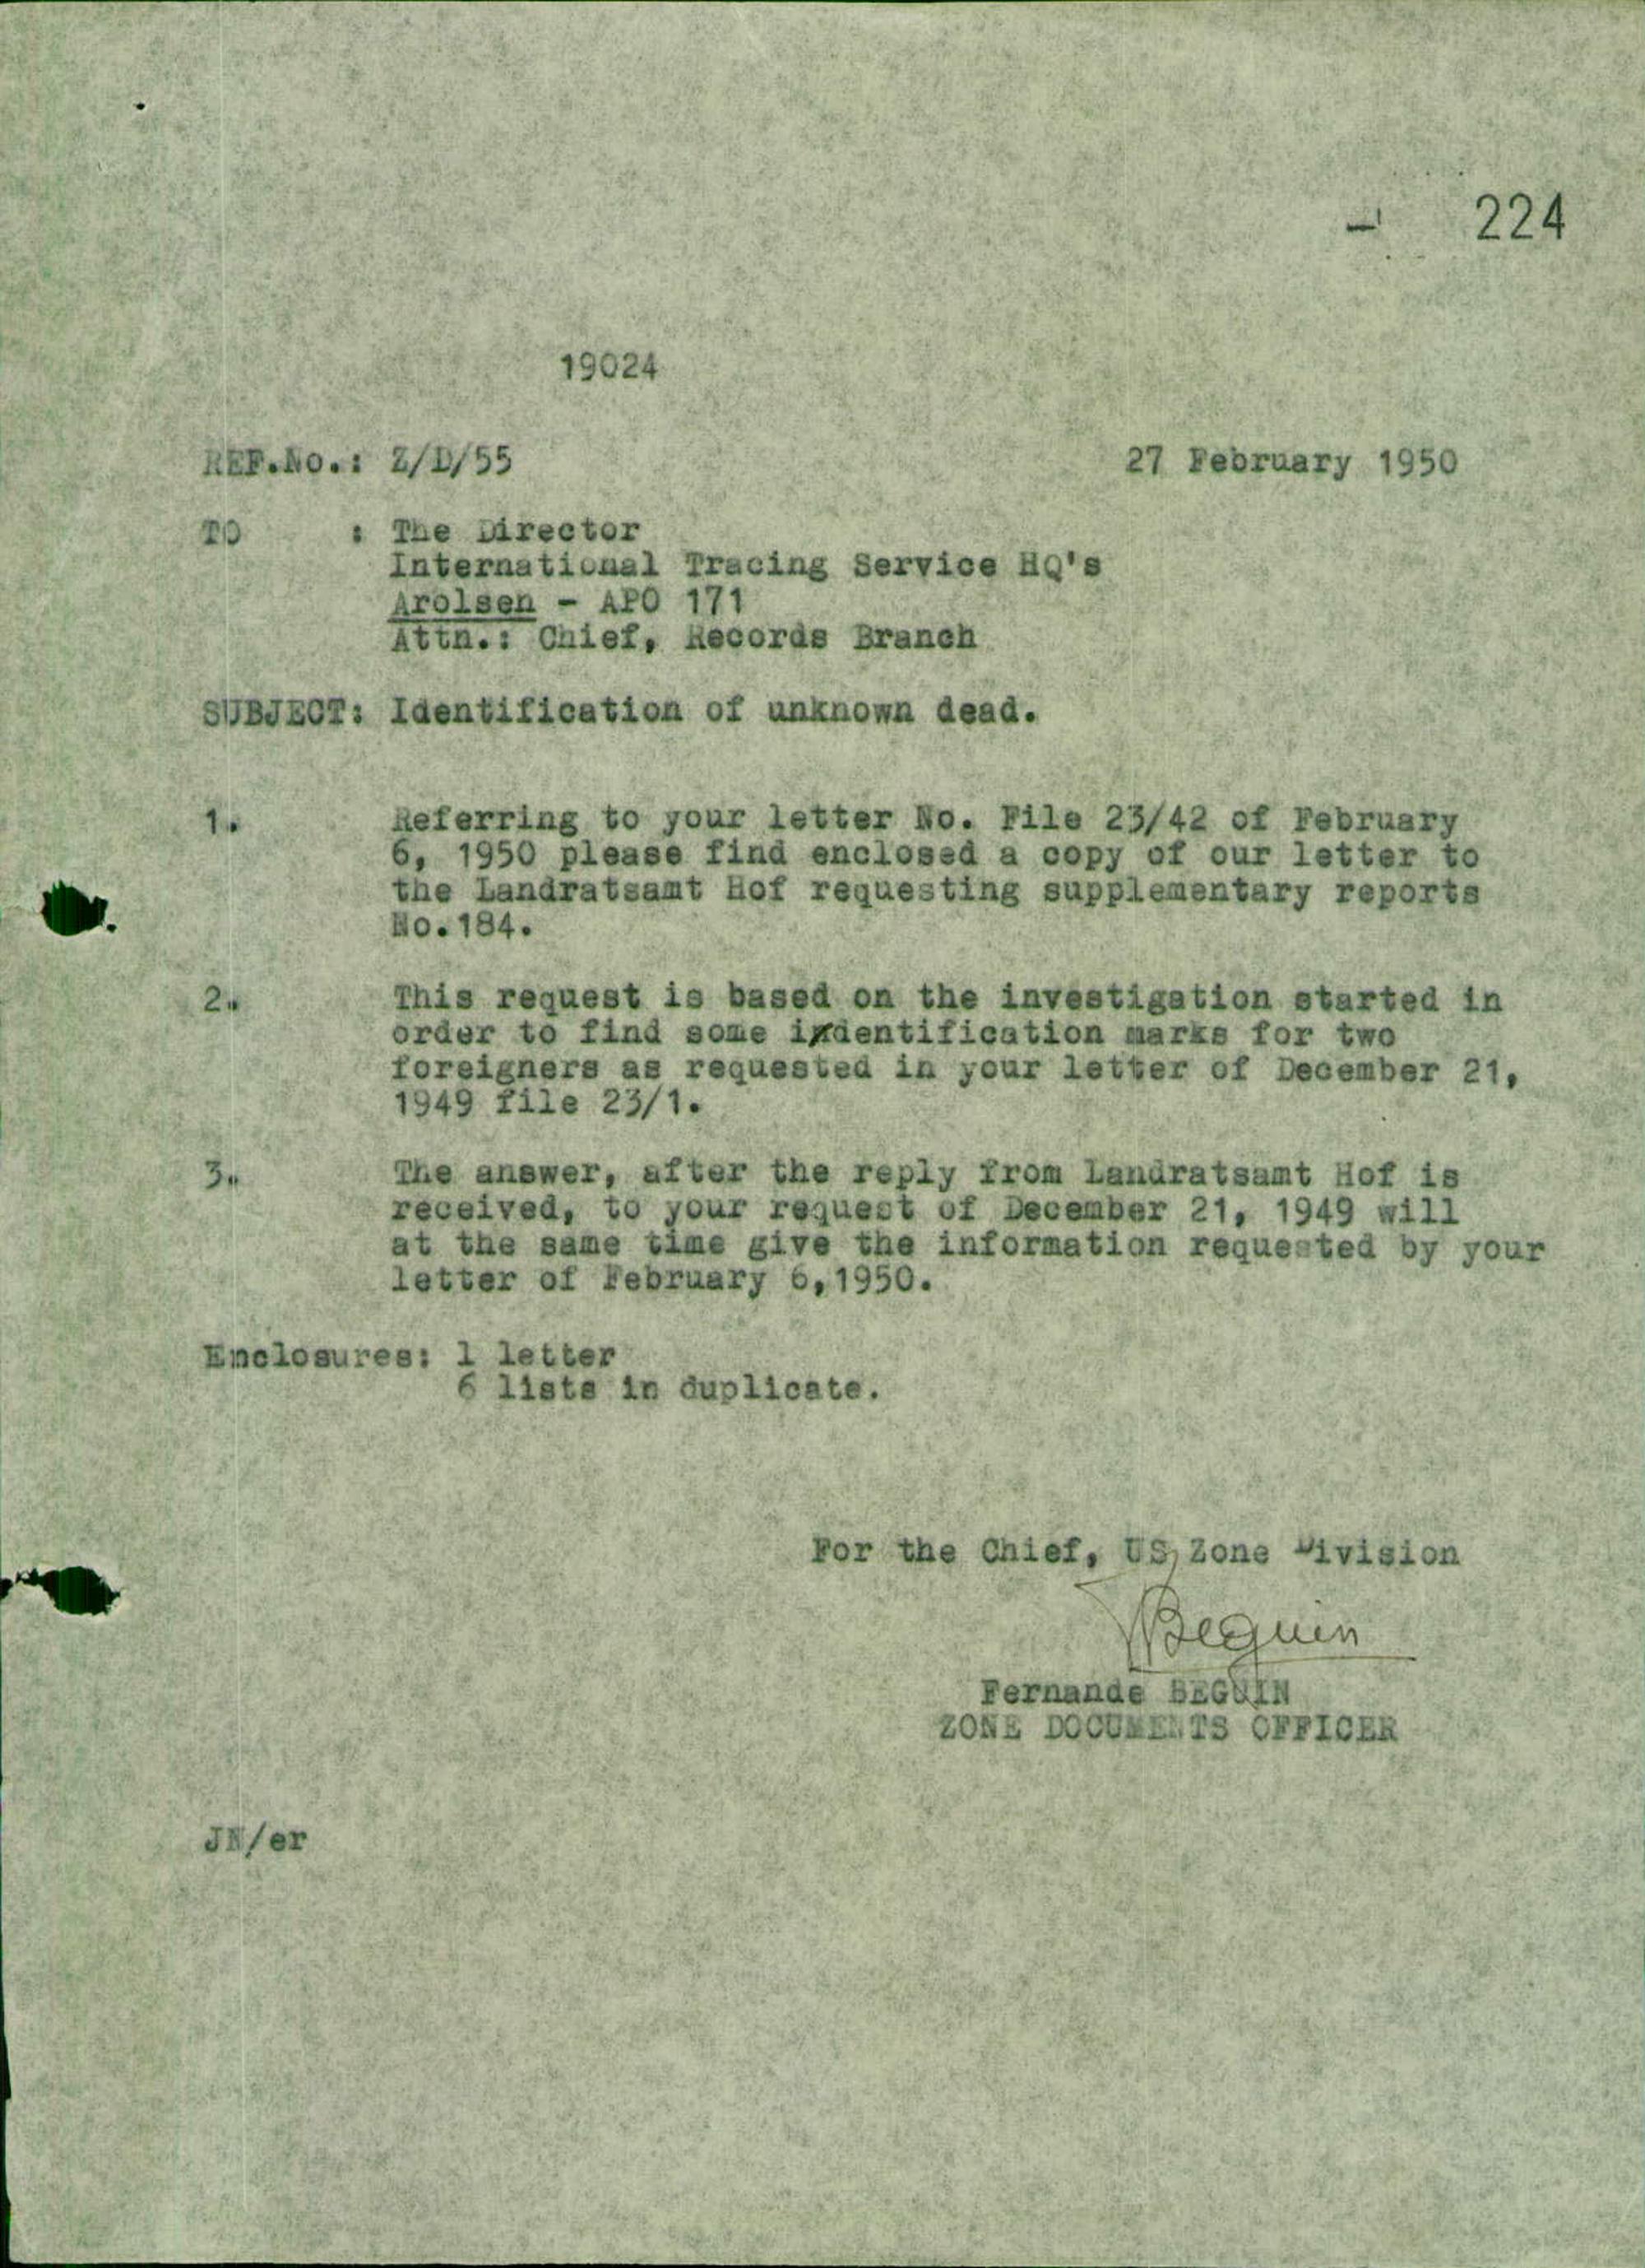 224
19024
REF.No.: Z/D/55 27 February 1950
TO : The Director
International Tracing Service HQ's
Arolsen - APO 171
Attn.: Chief, Records Branch
SUBJECT: Identification of unknown dead.
1. Referring to your letter No. File 23/42 of February
6, 1950 please find enclosed a copy of our letter to
the Landratsamt Hof requesting supplementary reports
No.184.
2. This request is based on the investigation started in
order to find some indentification marks for two
foreigners as requested in your letter of December 21,
1949 file 23/1.
3. The answer, after the reply from Landratsamt Hof is
received, to your request of December 21, 1949 will
at the same time give the information requested by your
letter of February 6,1950.
Enclosures: 1 letter
6 lists in duplicate.
For the Chief, US Zone Division
Beguin
Fernande BEGUIN
ZONE DOCUMENTS OFFICER